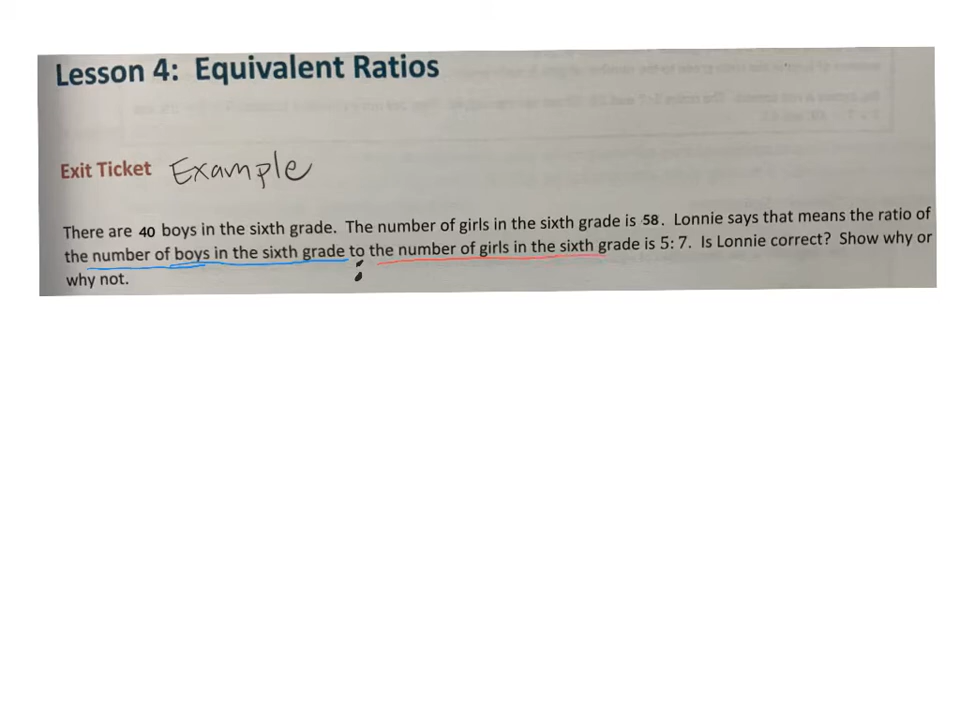 Lesson 4: Equivalent Ratios
Exit Ticket Example
There are 40 boys in the sixth grade. The number of girls in the sixth grade is 58. Lonnie says that means the ratio of
the number of boys in the sixth grade to the number of girls in the sixth grade is 5: 7. Is Lonnie correct? Show why or
:
why not.